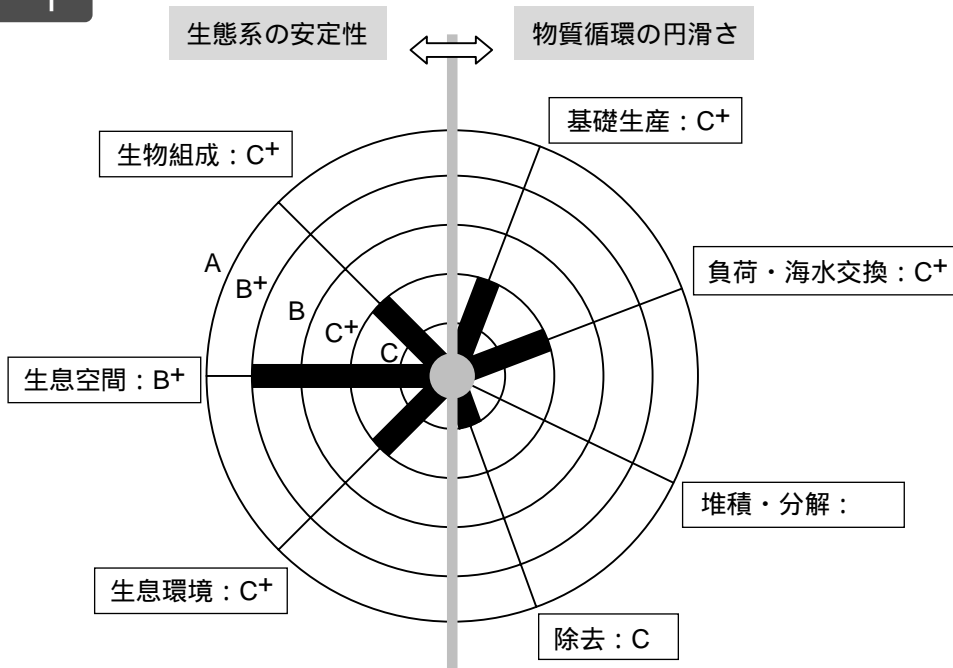 生態系の安定性
物質循環の円滑さ
基礎生産：C+
生物組成：C+
負荷・海水交換：C+
A
B+
B
C+
C
生息空間：B+
堆積・分解：
生息環境：C+
除去：C